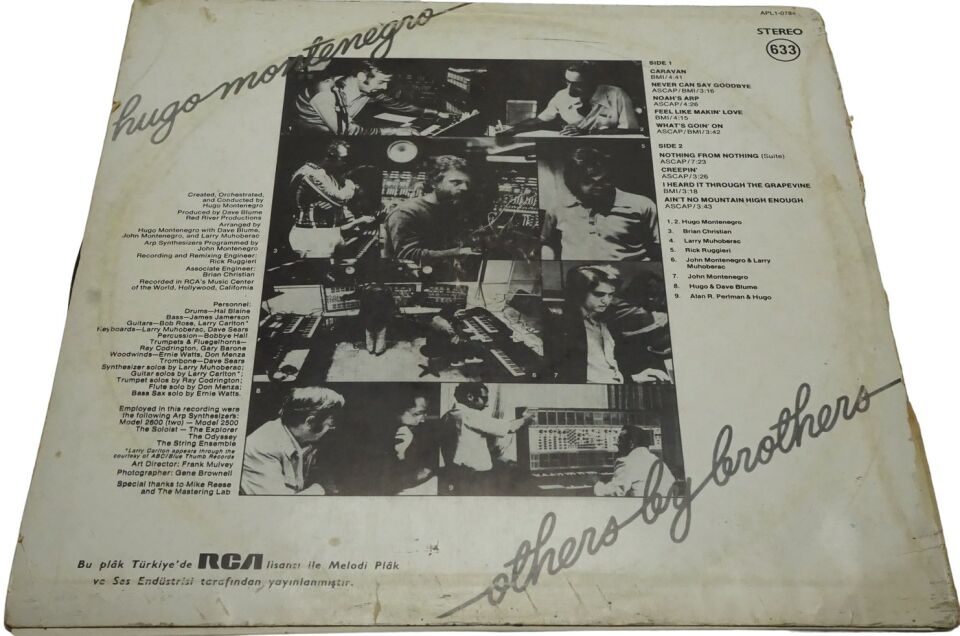 hugo montenegro
APL1-0784
STEREO
633
SIDE 1
CARAVAN
BMI/4:41
NEVER CAN SAY GOODBYE
ASCAP/BMI/3:16
NOAH'S ARP
ASCAP/4:26
FEEL LIKE MAKIN' LOVE
BMI/4:15
WHAT'S GOIN' ON
ASCAP/BMI/3:42
SIDE 2
NOTHING FROM NOTHING (Suite)
ASCAP/7:23
CREEPIN'
ASCAP/3:26
I HEARD IT THROUGH THE GRAPEVINE
BMI/3:18
AIN'T NO MOUNTAIN HIGH ENOUGH
ASCAP/3:43
1, 2. Hugo Montenegro
3. Brian Christian
4. Larry Muhoberac
5. Rick Ruggieri
6. John Montenegro & Larry
Muhoberac
7. John Montenegro
8. Hugo & Dave Blume
9. Alan R. Perlman & Hugo
Created, Orchestrated,
and Conducted by
Hugo Montenegro
Produced by Dave Blume
Red River Productions
Arranged by
Hugo Montenegro with Dave Blume,
John Montenegro, and Larry Muhoberac
Arp Synthesizers Programmed by
John Montenegro
Recording and Remixing Engineer:
Rick Ruggieri
Associate Engineer:
Brian Christian
Recorded in RCA's Music Center
of the World, Hollywood, California
Personnel:
Drums—Hal Blaine
Bass—James Jamerson
Guitars—Bob Rose, Larry Carlton*
Keyboards—Larry Muhoberac, Dave Sears
Percussion—Bobbye Hall
Trumpets & Fluegelhorns—
Ray Codrington, Gary Barone
Woodwinds—Ernie Watts, Don Menza
Trombone—Dave Sears
Synthesizer solos by Larry Muhoberac;
Guitar solos by Larry Carlton*;
Trumpet solos by Ray Codrington;
Flute solo by Don Menza;
Bass Sax solo by Ernie Watts.
Employed in this recording were
the following Arp Synthesizers:
Model 2600 (two) — Model 2500
The Soloist — The Explorer
The Odyssey
The String Ensemble
*Larry Carlton appears through the
courtesy of ABC/Blue Thumb Records
Art Director: Frank Mulvey
Photographer: Gene Brownell
Special thanks to Mike Reese
and The Mastering Lab
2
3
5
6
7
8
9
others by brothers
Bu plâk Türkiye'de RCA lisansı ile Melodi Plâk
ve Ses Endüstrisi tarafından yayınlanmıştır.